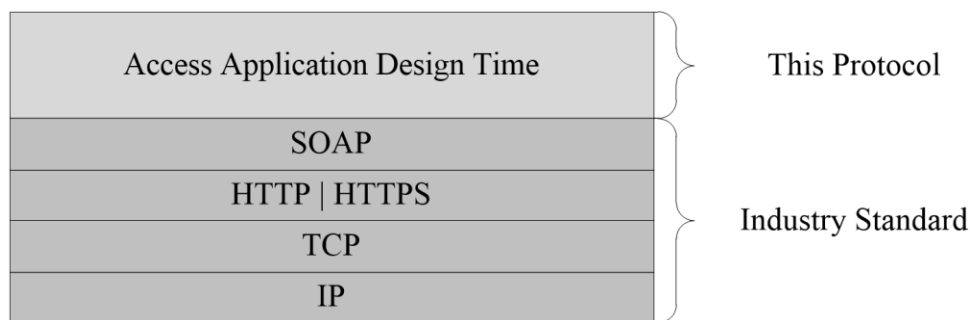 Access Application Design Time
This Protocol
SOAP
HTTP | HTTPS
Industry Standard
TCP
IP